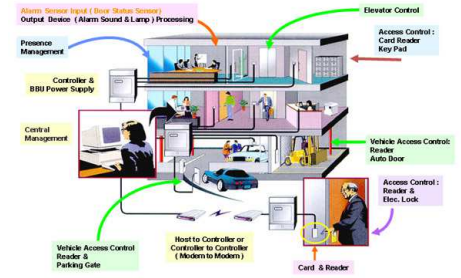 Alarm Sensor Input ( Door Status Sensor)
Output Device ( Alarm Sound & Lamp ) Processing
Elevator Control
Presence
Management
Access Control :
Card Reader
Key Pad
Controller &
BBU Power Supply
Central
Management
Vehicle Access Control:
Reader
Auto Door
Access Control :
Reader &
Elec. Lock
Vehicle Access Control
Reader &
Parking Gate
Host to Controller or
Controller to Controller
( Modem to Modem )
Card & Reader